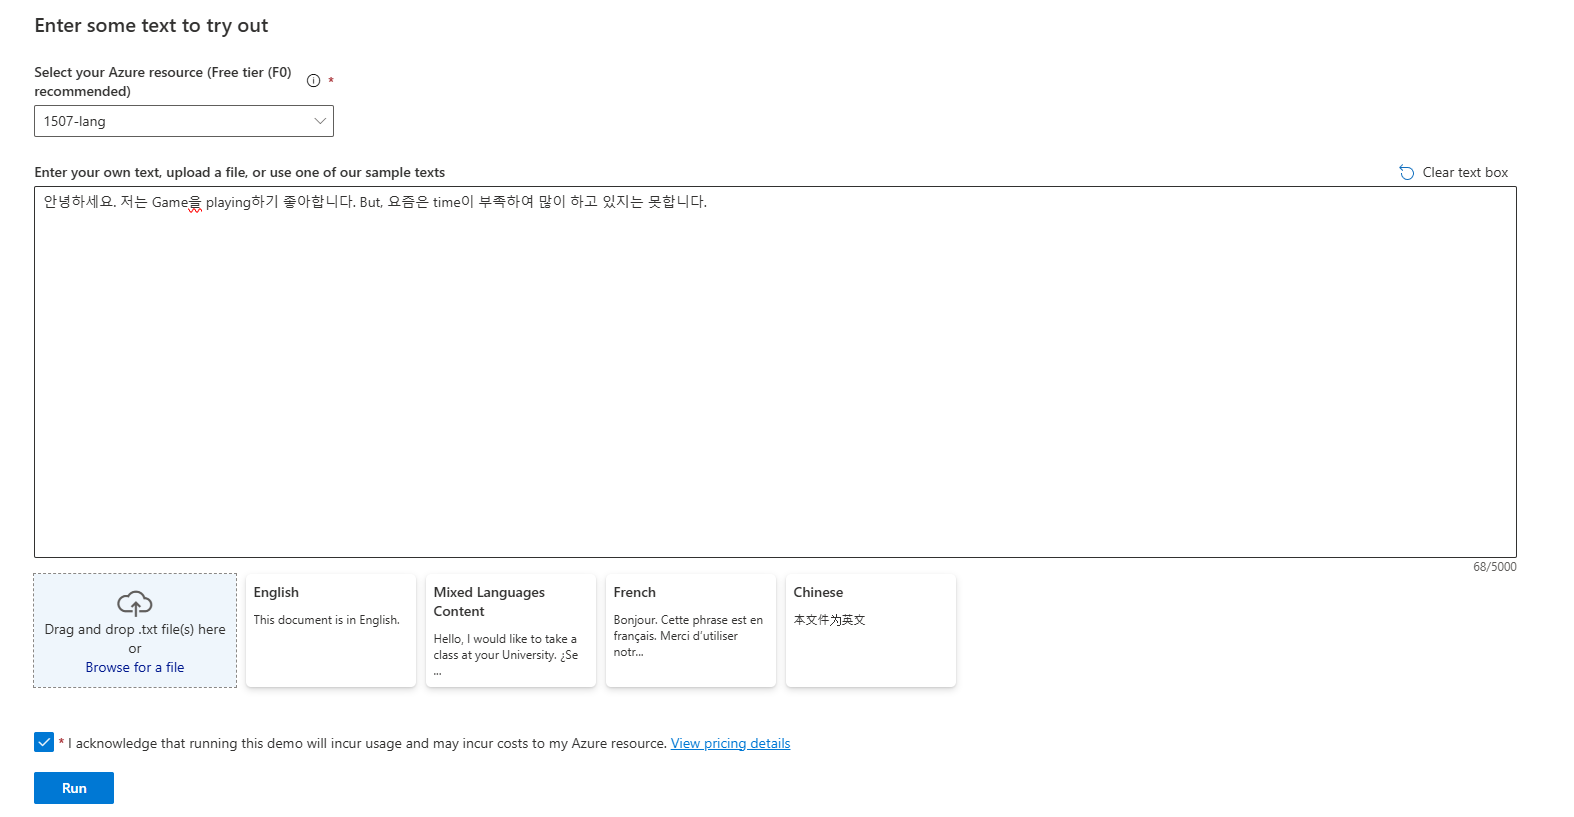 Enter some text to try out
Select your Azure resource (Free tier (F0)
recommended) *
1507-lang
Enter your own text, upload a file, or use one of our sample texts
Clear text box
안녕하세요. 저는 Game을 playing하기 좋아합니다. But, 요즘은 time이 부족하여 많이 하고 있지는 못합니다.
68/5000
Drag and drop .txt file(s) here
or
Browse for a file
English
This document is in English.
Mixed Languages
Content
Hello, I would like to take a
class at your University. ¿Se
...
French
Bonjour. Cette phrase est en
français. Merci d'utiliser
notr...
Chinese
本文件为英文
* I acknowledge that running this demo will incur usage and may incur costs to my Azure resource. View pricing details
Run